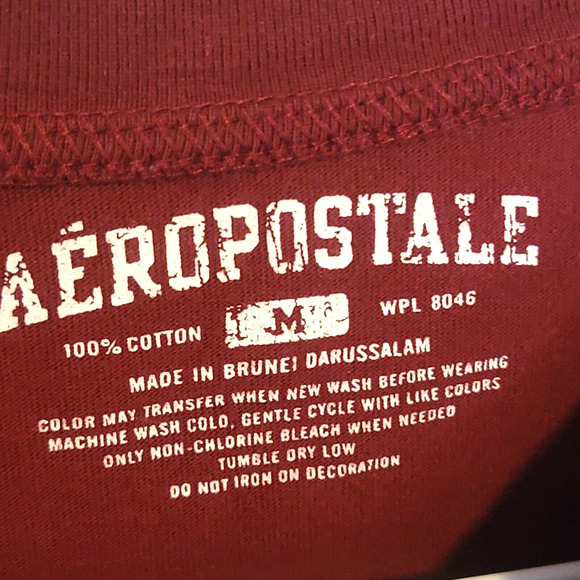 AÉROPOSTALE
100% COTTON M WPL 8046
MADE IN BRUNEI DARUSSALAM
COLOR MAY TRANSFER WHEN NEW WASH BEFORE WEARING
MACHINE WASH COLD, GENTLE CYCLE WITH LIKE COLORS
ONLY NON-CHLORINE BLEACH WHEN NEEDED
TUMBLE DRY LOW
DO NOT IRON ON DECORATION